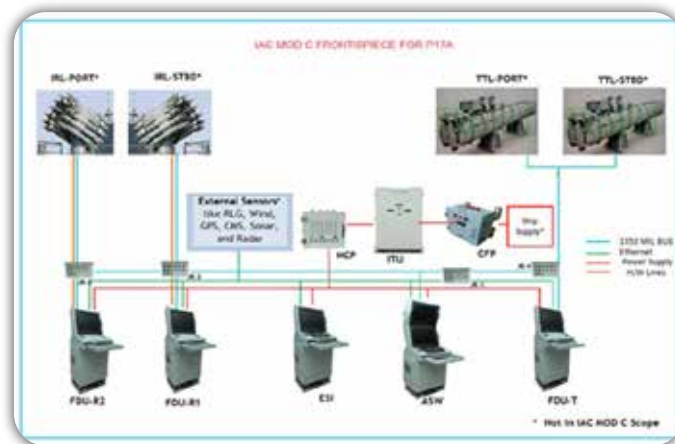 IAC MOD C FRONTISPIECE FOR P17A
IRL-PORT*
IRL-STBD*
TTL-PORT*
TTL-STBD*
External Sensors*
like RLG, Wind,
GPS, CMS, Sonar,
and Radar
HCP
ITU
CFP
Ship
Supply*
1553 MIL BUS
Ethernet
Power Supply
H/W Lines
FDU-R2
FDU-R1
ESI
ASW
FDU-T
* Not in IAC MOD C Scope